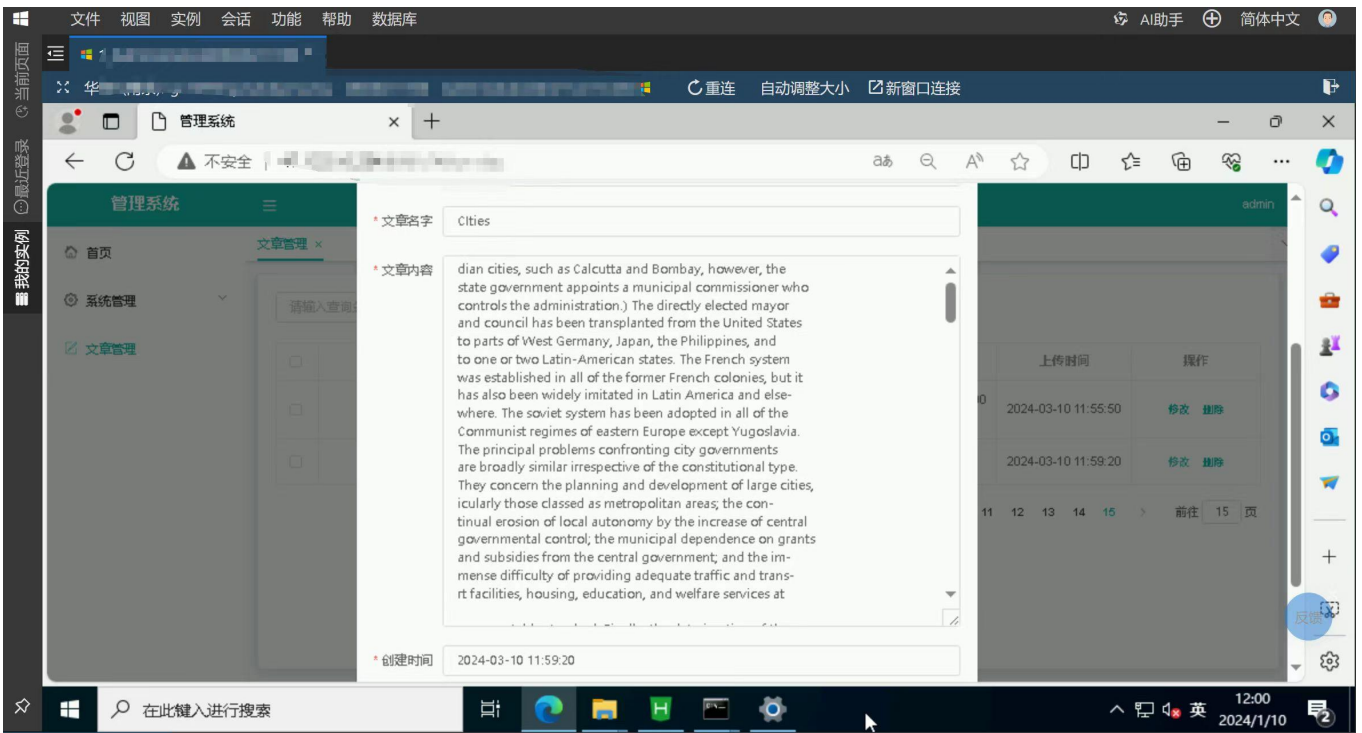 文件 视图 实例 会话 功能 帮助 数据库 AI助手 简体中文
当前页面
最近登录
我的实例
1
华 重连 自动调整大小 新窗口连接
管理系统
不安全
管理系统 admin
首页
系统管理
文章管理
文章管理 ×
请输入查询
* 文章名字 CIties
* 文章内容
dian cities, such as Calcutta and Bombay, however, the
state government appoints a municipal commissioner who
controls the administration.) The directly elected mayor
and council has been transplanted from the United States
to parts of West Germany, Japan, the Philippines, and
to one or two Latin-American states. The French system
was established in all of the former French colonies, but it
has also been widely imitated in Latin America and else-
where. The soviet system has been adopted in all of the
Communist regimes of eastern Europe except Yugoslavia.
The principal problems confronting city governments
are broadly similar irrespective of the constitutional type.
They concern the planning and development of large cities,
icularly those classed as metropolitan areas; the con-
tinual erosion of local autonomy by the increase of central
governmental control; the municipal dependence on grants
and subsidies from the central government; and the im-
mense difficulty of providing adequate traffic and trans-
rt facilities, housing, education, and welfare services at
* 创建时间 2024-03-10 11:59:20
上传时间 操作
00 2024-03-10 11:55:50 修改 删除
2024-03-10 11:59:20 修改 删除
11 12 13 14 15 > 前往 15 页
反馈
在此键入进行搜索
英 12:00
2024/1/10
2